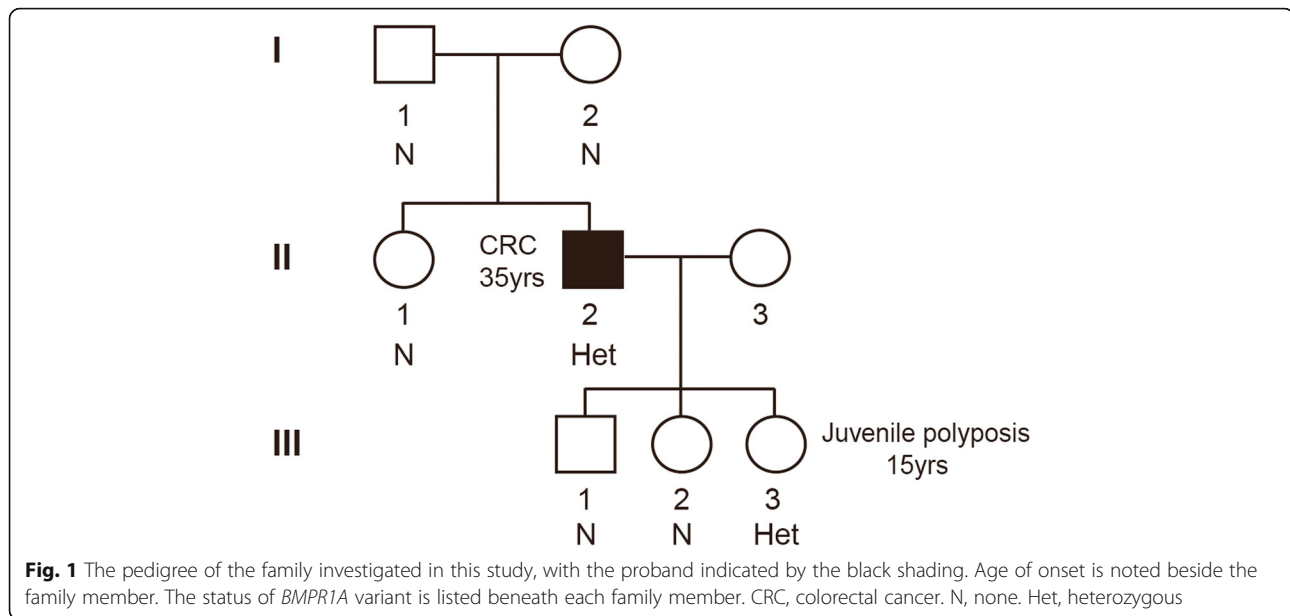 I
1
2
N
N
II
CRC
35yrs
1
2
3
N
Het
III
Juvenile polyposis
15yrs
1
2
3
N
N
Het
Fig. 1 The pedigree of the family investigated in this study, with the proband indicated by the black shading. Age of onset is noted beside the
family member. The status of BMPR1A variant is listed beneath each family member. CRC, colorectal cancer. N, none. Het, heterozygous